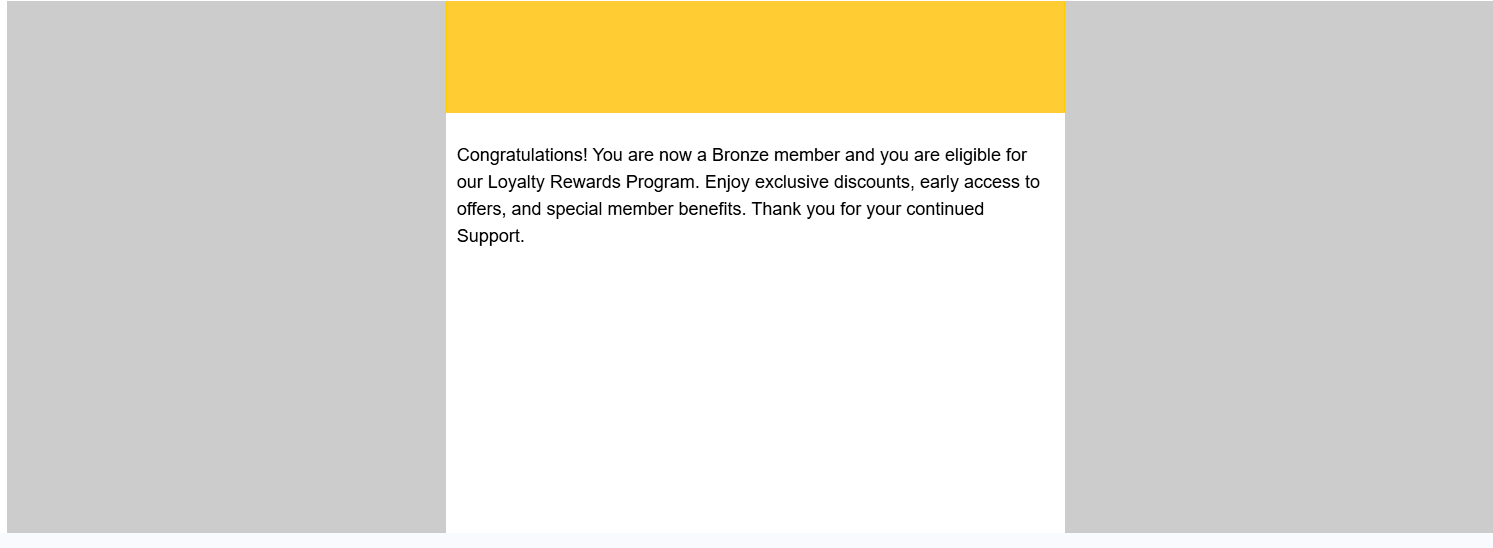 Congratulations! You are now a Bronze member and you are eligible for
our Loyalty Rewards Program. Enjoy exclusive discounts, early access to
offers, and special member benefits. Thank you for your continued
Support.